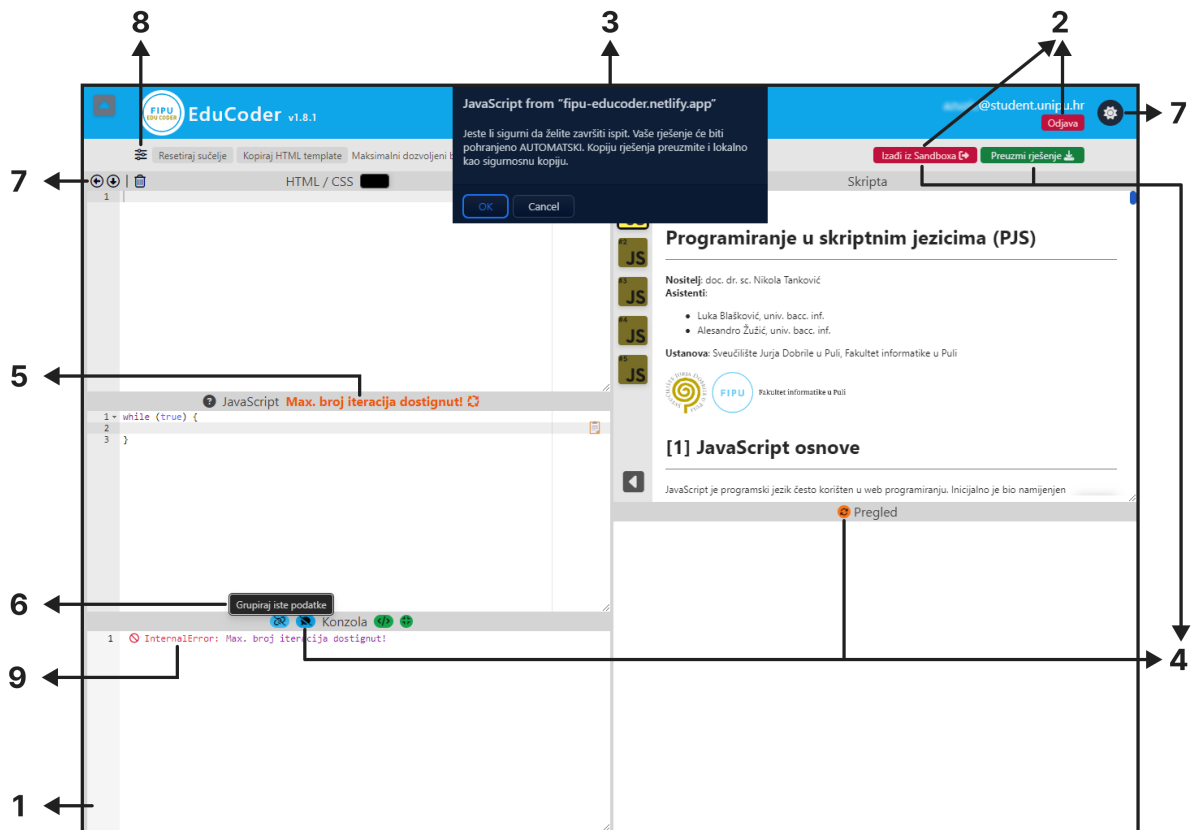 8
3
2
FIPU
EDU CODER
EduCoder v1.8.1
JavaScript from "fipu-educoder.netlify.app"
Jeste li sigurni da želite završiti ispit. Vaše rješenje će biti
pohranjeno AUTOMATSKI. Kopiju rješenja preuzmite i lokalno
kao sigurnosnu kopiju.
OK
Cancel
@student.unipu.hr
Odjava
7
Resetiraj sučelje
Kopiraj HTML template
Maksimalni dozvoljeni
Izađi iz Sandboxa
Preuzmi rješenje
7
HTML / CSS
Skripta
1
#2
JS
#3
JS
#4
JS
#5
JS
Programiranje u skriptnim jezicima (PJS)
Nositelj: doc. dr. sc. Nikola Tanković
Asistenti:
Luka Blašković, univ. bacc. inf.
Alesandro Žužić, univ. bacc. inf.
Ustanova: Sveučilište Jurja Dobrile u Puli, Fakultet informatike u Puli
FIPU
Fakultet informatike u Puli
[1] JavaScript osnove
JavaScript je programski jezik često korišten u web programiranju. Inicijalno je bio namijenjen
5
JavaScript Max. broj iteracija dostignut!
1 while (true) {
2
3 }
Pregled
6
Grupiraj iste podatke
Konzola
1 InternalError: Max. broj iteracija dostignut!
9
4
1